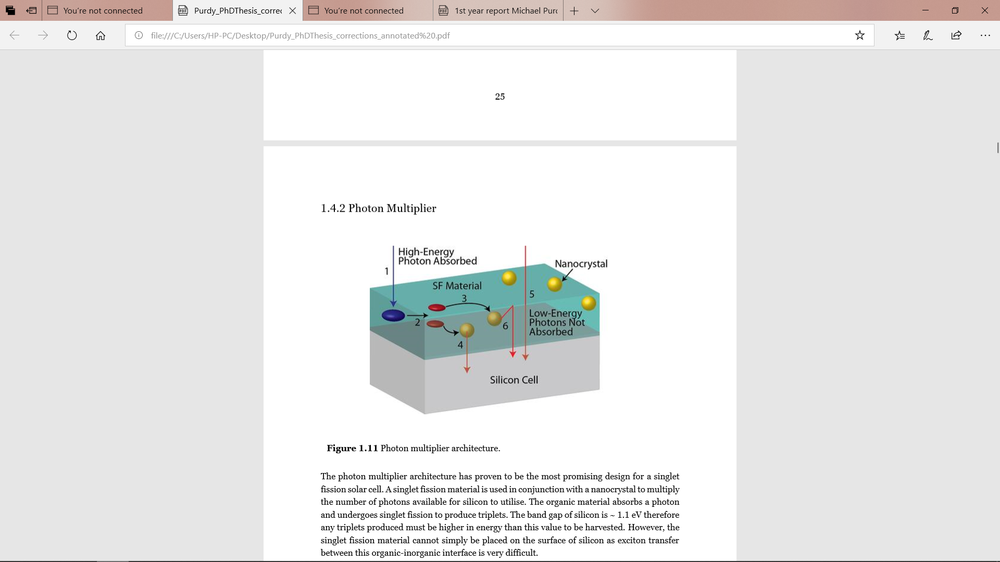 You're not connected
Purdy_PhDThesis_correc
You're not connected
1st year report Michael Purd
file:///C:/Users/HP-PC/Desktop/Purdy_PhDThesis_corrections_annotated%20.pdf
25
1.4.2 Photon Multiplier
High-Energy
Photon Absorbed
1
Nanocrystal
SF Material
3
5
2
6
Low-Energy
Photons Not
Absorbed
4
Silicon Cell
Figure 1.11 Photon multiplier architecture.
The photon multiplier architecture has proven to be the most promising design for a singlet
fission solar cell. A singlet fission material is used in conjunction with a nanocrystal to multiply
the number of photons available for silicon to utilise. The organic material absorbs a photon
and undergoes singlet fission to produce triplets. The band gap of silicon is ~ 1.1 eV therefore
any triplets produced must be higher in energy than this value to be harvested. However, the
singlet fission material cannot simply be placed on the surface of silicon as exciton transfer
between this organic-inorganic interface is very difficult.